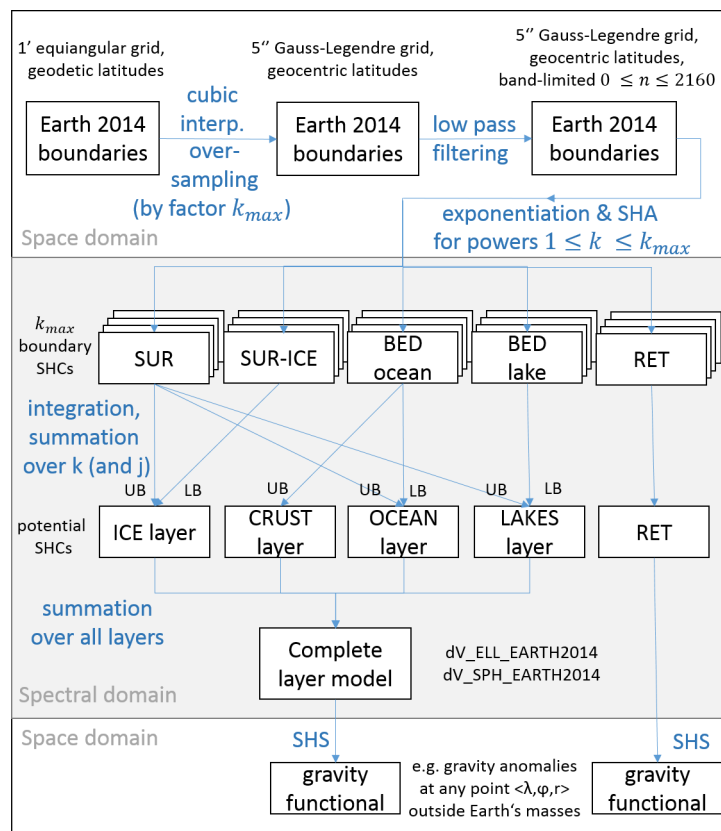 1′ equiangular grid,
geodetic latitudes
5′′ Gauss-Legendre grid,
geocentric latitudes
5′′ Gauss-Legendre grid,
geocentric latitudes,
band-limited 0 ≤ n ≤ 2160
Earth 2014
boundaries
cubic
interp.
over-
sampling
(by factor k_max)
Earth 2014
boundaries
low pass
filtering
Earth 2014
boundaries
exponentiation & SHA
for powers 1 ≤ k ≤ k_max
Space domain
k_max
boundary
SHCs
SUR
SUR-ICE
BED
ocean
BED
lake
RET
integration,
summation
over k (and j)
UB
LB
UB
UB
LB
UB
LB
potential
SHCs
ICE layer
CRUST
layer
OCEAN
layer
LAKES
layer
RET
summation
over all layers
Complete
layer model
dV_ELL_EARTH2014
dV_SPH_EARTH2014
Spectral domain
Space domain
SHS
SHS
gravity
functional
e.g. gravity anomalies
at any point <λ,φ,r>
outside Earth‘s masses
gravity
functional